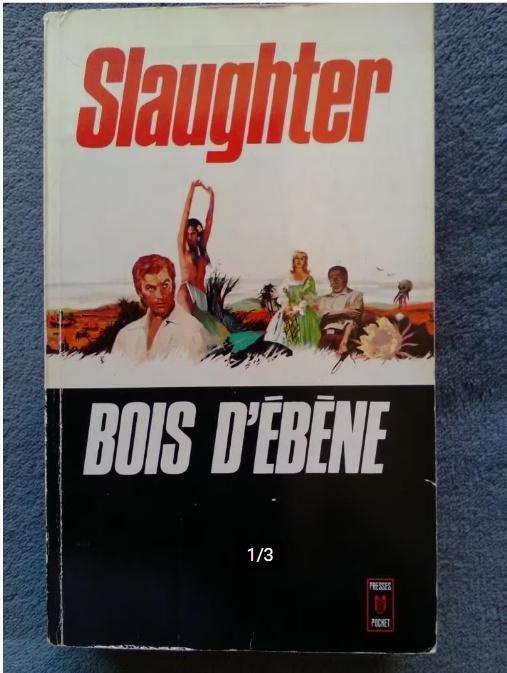 Slaughter
BOIS D'ÉBÈNE
1/3
PRESSES
POCKET